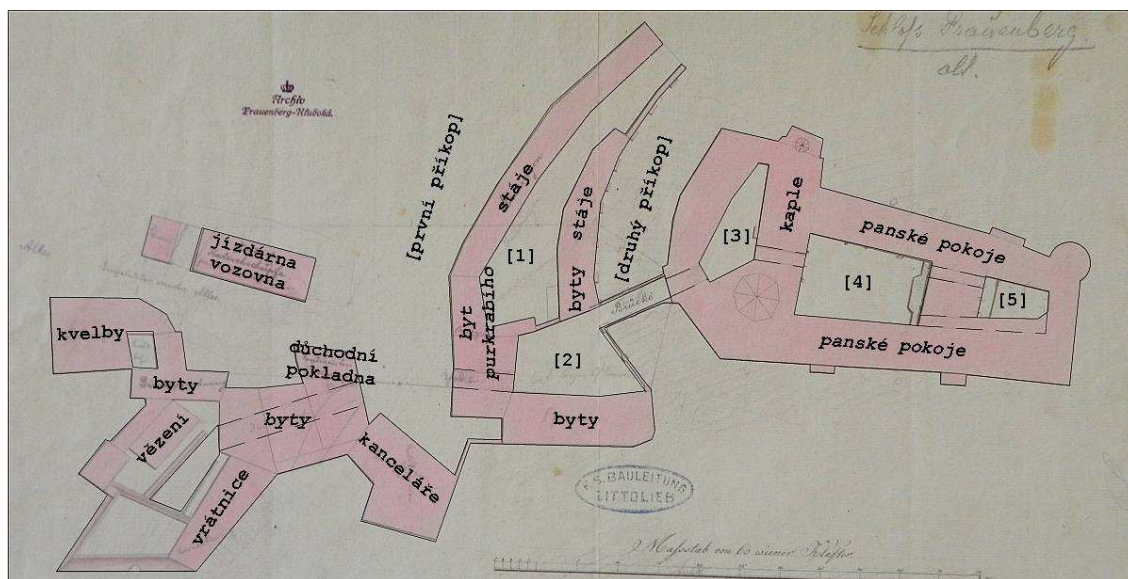 Schloss Frauenberg.
all.
Archiv
Frauenberg-Hluboká.
[první příkop]
stáje
stáje
byty
[druhý příkop]
[1]
[2]
[3]
[4]
[5]
kaple
panské pokoje
panské pokoje
jízdárna
vozovna
kvelby
byty
důchodní
pokladna
byty
byt
purkrabího
byty
vězení
vrátnice
kanceláře
Brücke
F. S. BAULEITUNG
LITTOLIEB
Massstab von 60 wiener Klafter.